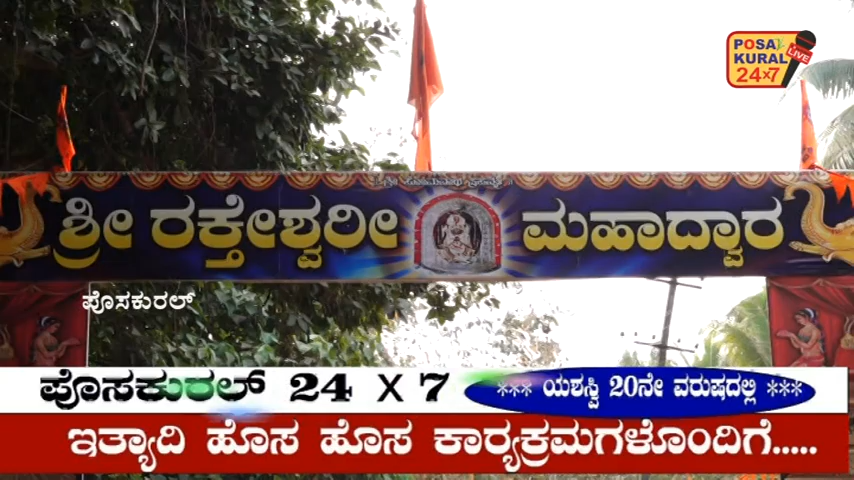 POSA
KURAL
24x7
LIVE
ಶ್ರೀ ರಕ್ತೇಶ್ವರೀ ಮಹಾದ್ವಾರ
ಪೊಸಕುರಲ್
ಪೊಸಕುರಲ್ 24 X 7
*** ಯಶಸ್ವಿ 20ನೇ ವರುಷದಲ್ಲಿ ***
ಇತ್ಯಾದಿ ಹೊಸ ಹೊಸ ಕಾರ್‍ಯಕ್ರಮಗಳೊಂದಿಗೆ.....